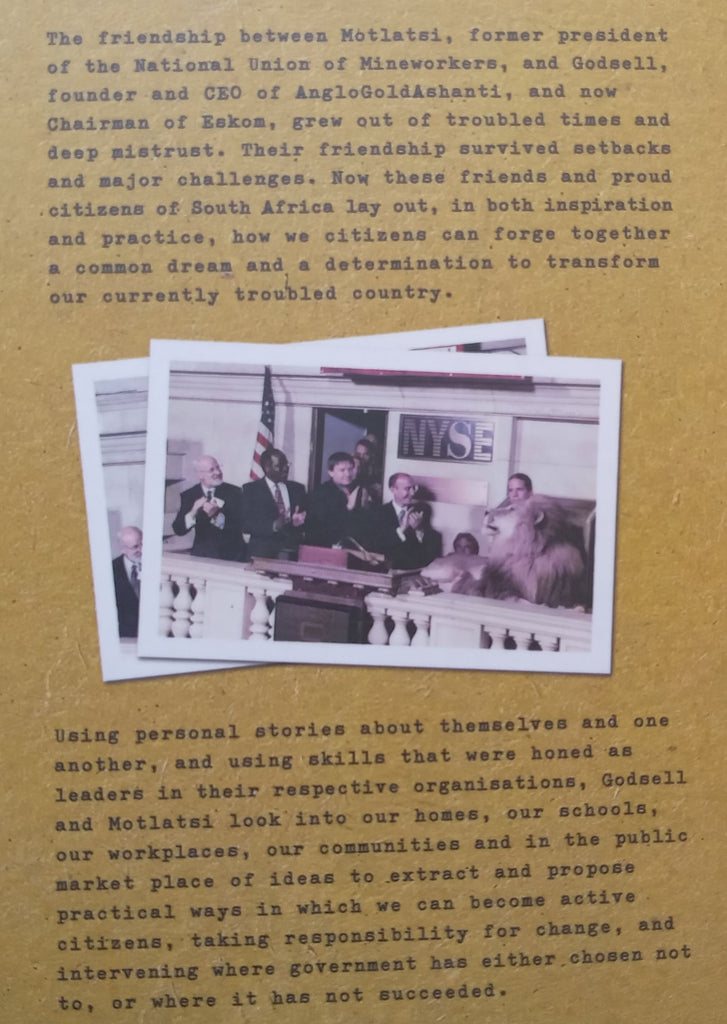 The friendship between Motlatsi, former president
of the National Union of Mineworkers, and Godsell,
founder and CEO of AngloGoldAshanti, and now
Chairman of Eskom, grew out of troubled times and
deep mistrust. Their friendship survived setbacks
and major challenges. Now these friends and proud
citizens of South Africa lay out, in both inspiration
and practice, how we citizens can forge together
a common dream and a determination to transform
our currently troubled country.
NYSE
Using personal stories about themselves and one
another, and using skills that were honed as
leaders in their respective organisations, Godsell
and Motlatsi look into our homes, our schools,
our workplaces, our communities and in the public
market place of ideas to extract and propose
practical ways in which we can become active
citizens, taking responsibility for change, and
intervening where government has either chosen not
to, or where it has not succeeded.